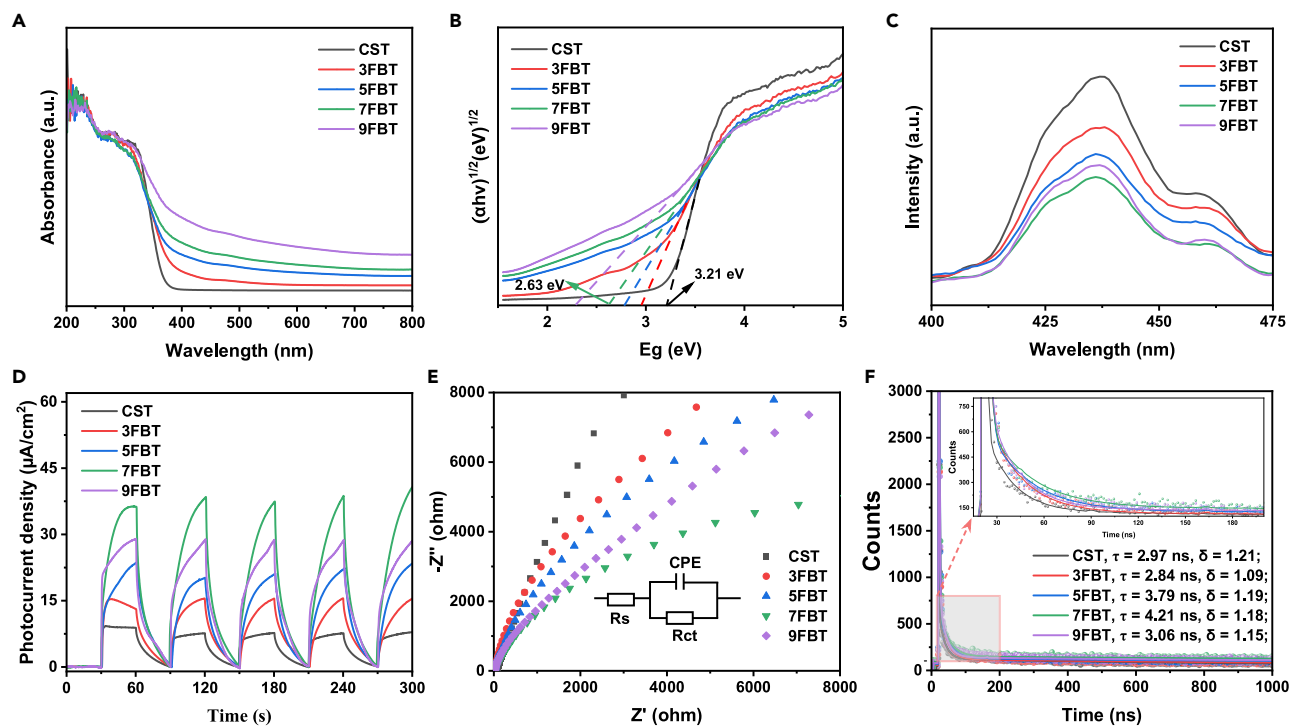 A
CST
3FBT
5FBT
7FBT
9FBT
Absorbance (a.u.)
200 300 400 500 600 700 800
Wavelength (nm)
B
CST
3FBT
5FBT
7FBT
9FBT
(αhv)1/2(eV)1/2
2.63 eV
3.21 eV
2 3 4 5
Eg (eV)
C
CST
3FBT
5FBT
7FBT
9FBT
Intensity (a.u.)
400 425 450 475
Wavelength (nm)
D
CST
3FBT
5FBT
7FBT
9FBT
Photocurrent density (μA/cm2)
60
45
30
15
0
0 60 120 180 240 300
Time (s)
E
8000
6000
4000
2000
0
-Z'' (ohm)
CPE
Rs
Rct
CST
3FBT
5FBT
7FBT
9FBT
0 2000 4000 6000 8000
Z' (ohm)
F
3000
2500
2000
1500
1000
500
0
Counts
750
600
450
300
150
Counts
30 60 90 120 150 180
Time (ns)
CST, τ = 2.97 ns, δ = 1.21;
3FBT, τ = 2.84 ns, δ = 1.09;
5FBT, τ = 3.79 ns, δ = 1.19;
7FBT, τ = 4.21 ns, δ = 1.18;
9FBT, τ = 3.06 ns, δ = 1.15;
0 200 400 600 800 1000
Time (ns)